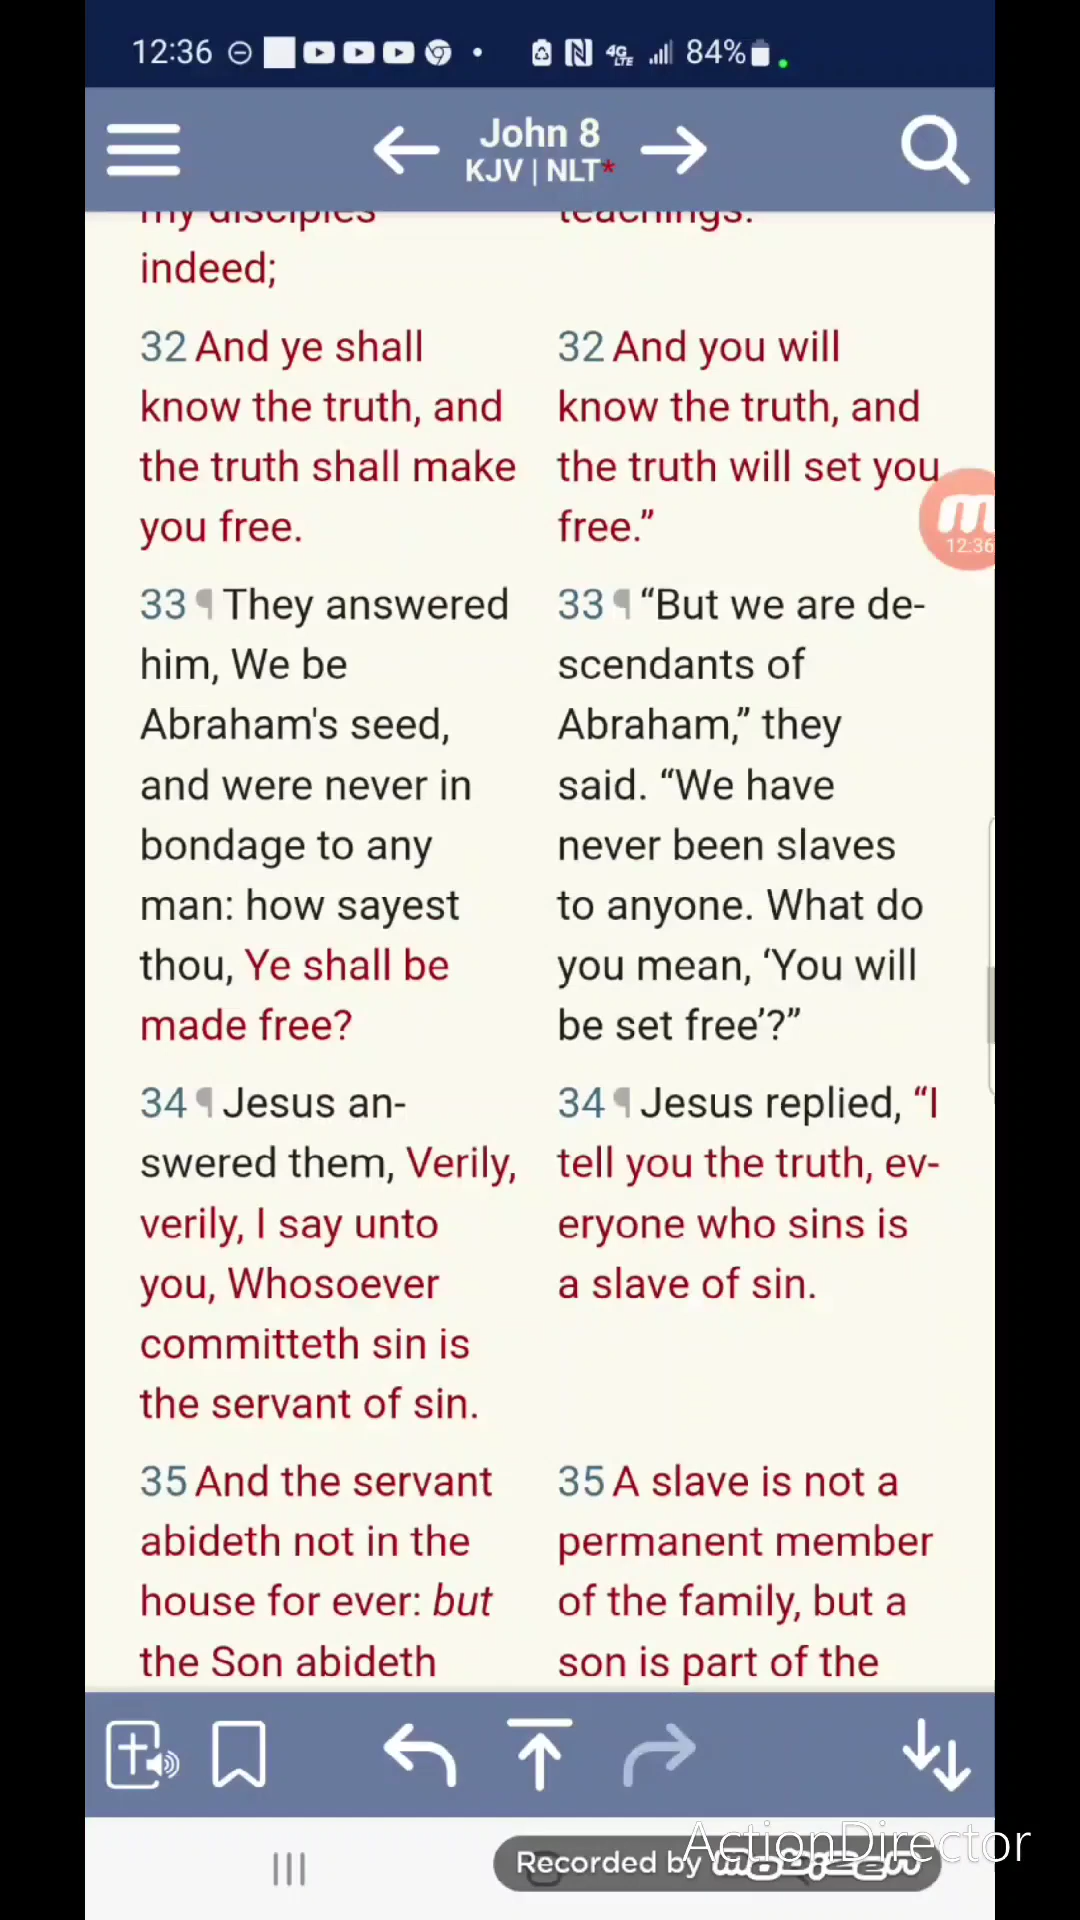 12:36
4G LTE
84%
John 8
KJV | NLT*
my disciples
indeed;
32 And ye shall
know the truth, and
the truth shall make
you free.
33 ¶ They answered
him, We be
Abraham's seed,
and were never in
bondage to any
man: how sayest
thou, Ye shall be
made free?
34 ¶ Jesus an-
swered them, Verily,
verily, I say unto
you, Whosoever
committeth sin is
the servant of sin.
35 And the servant
abideth not in the
house for ever: but
the Son abideth
teachings.
32 And you will
know the truth, and
the truth will set you
free.”
33 ¶ “But we are de-
scendants of
Abraham,” they
said. “We have
never been slaves
to anyone. What do
you mean, ‘You will
be set free’?”
34 ¶ Jesus replied, “I
tell you the truth, ev-
eryone who sins is
a slave of sin.
35 A slave is not a
permanent member
of the family, but a
son is part of the
m
12:36
ActionDirector
Recorded by mobizen